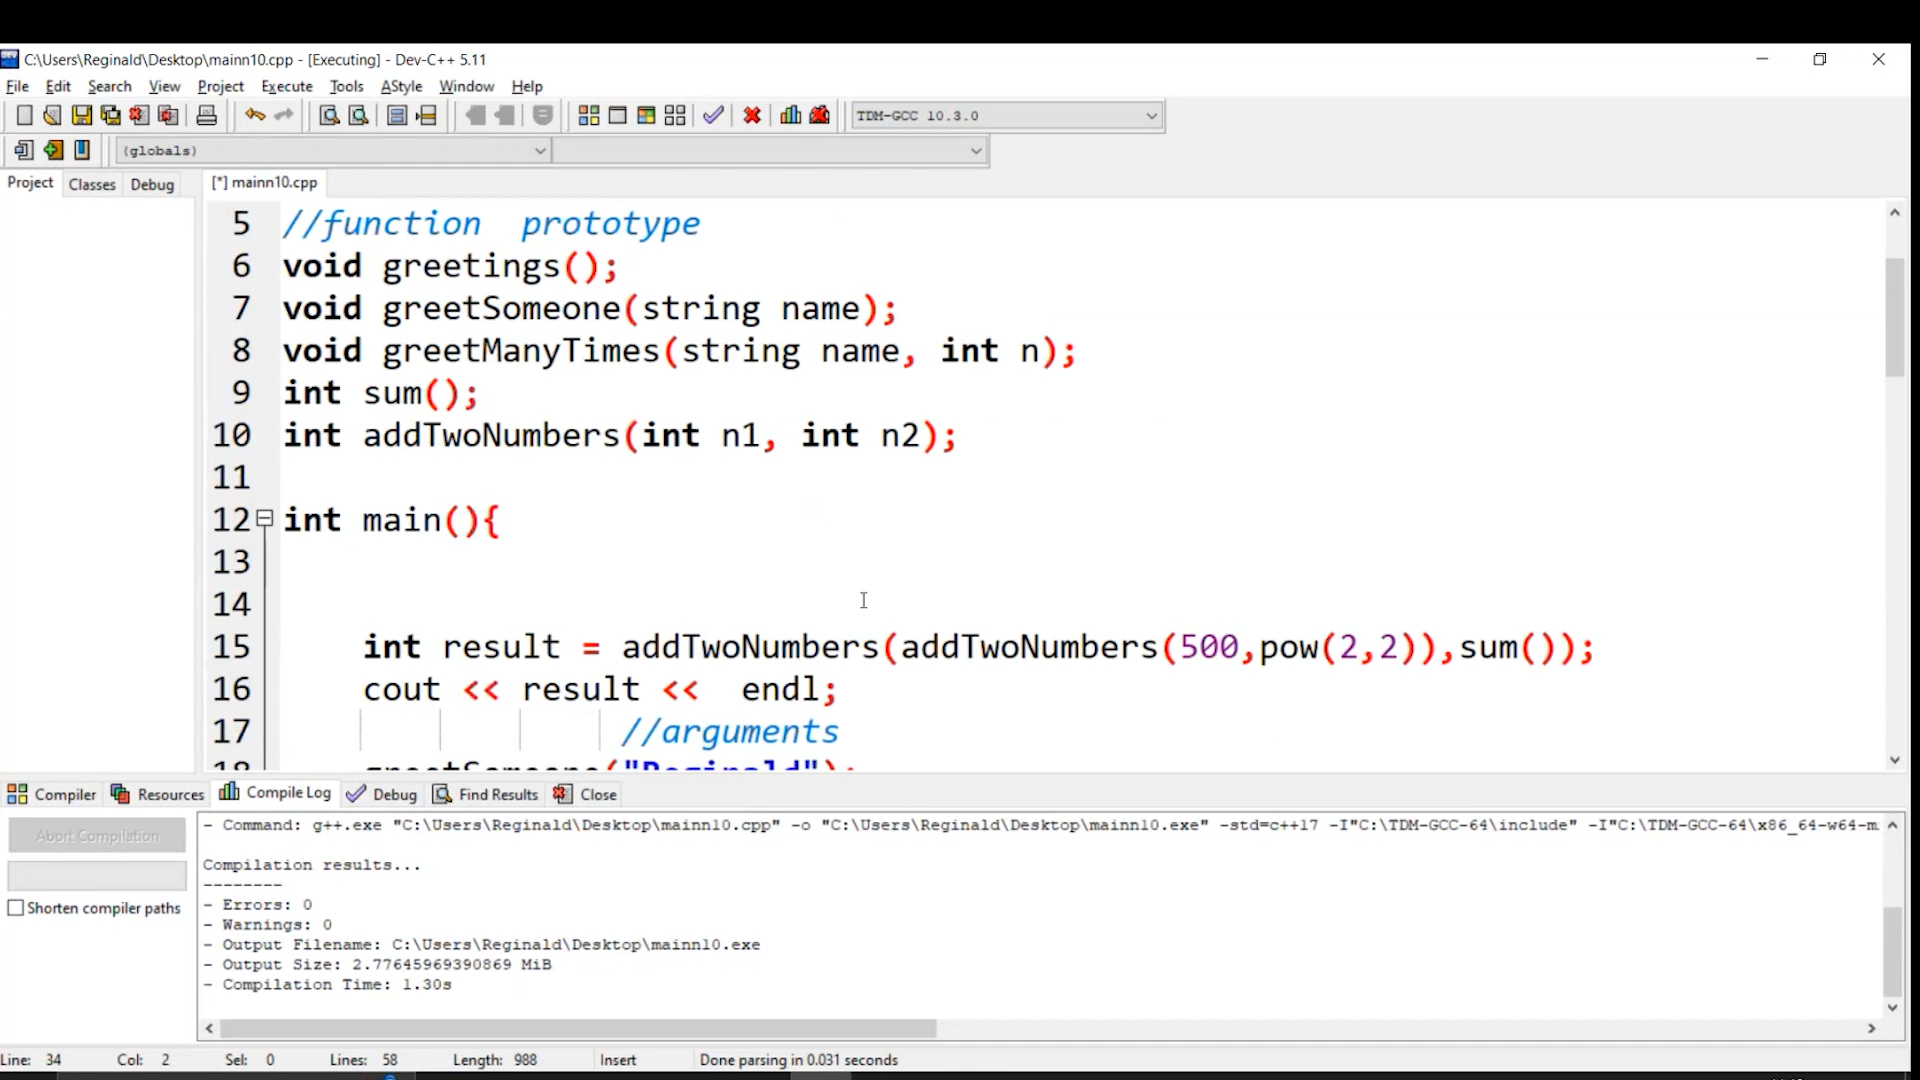 C:\Users\Reginald\Desktop\mainn10.cpp - [Executing] - Dev-C++ 5.11
File Edit Search View Project Execute Tools AStyle Window Help
TDM-GCC 10.3.0
(globals)
Project Classes Debug [*] mainn10.cpp
5 //function  prototype
6 void greetings();
7 void greetSomeone(string name);
8 void greetManyTimes(string name, int n);
9 int sum();
10 int addTwoNumbers(int n1, int n2);
11
12 int main(){
13
14
15 int result = addTwoNumbers(addTwoNumbers(500,pow(2,2)),sum());
16 cout << result <<  endl;
17 //arguments
18 greetSomeone("Reginald");
Compiler Resources Compile Log Debug Find Results Close
Abort Compilation
Shorten compiler paths
- Command: g++.exe "C:\Users\Reginald\Desktop\mainn10.cpp" -o "C:\Users\Reginald\Desktop\mainn10.exe" -std=c++17 -I"C:\TDM-GCC-64\include" -I"C:\TDM-GCC-64\x86_64-w64-m
Compilation results...
--------
- Errors: 0
- Warnings: 0
- Output Filename: C:\Users\Reginald\Desktop\mainn10.exe
- Output Size: 2.77645969390869 MiB
- Compilation Time: 1.30s
Line: 34 Col: 2 Sel: 0 Lines: 58 Length: 988 Insert Done parsing in 0.031 seconds